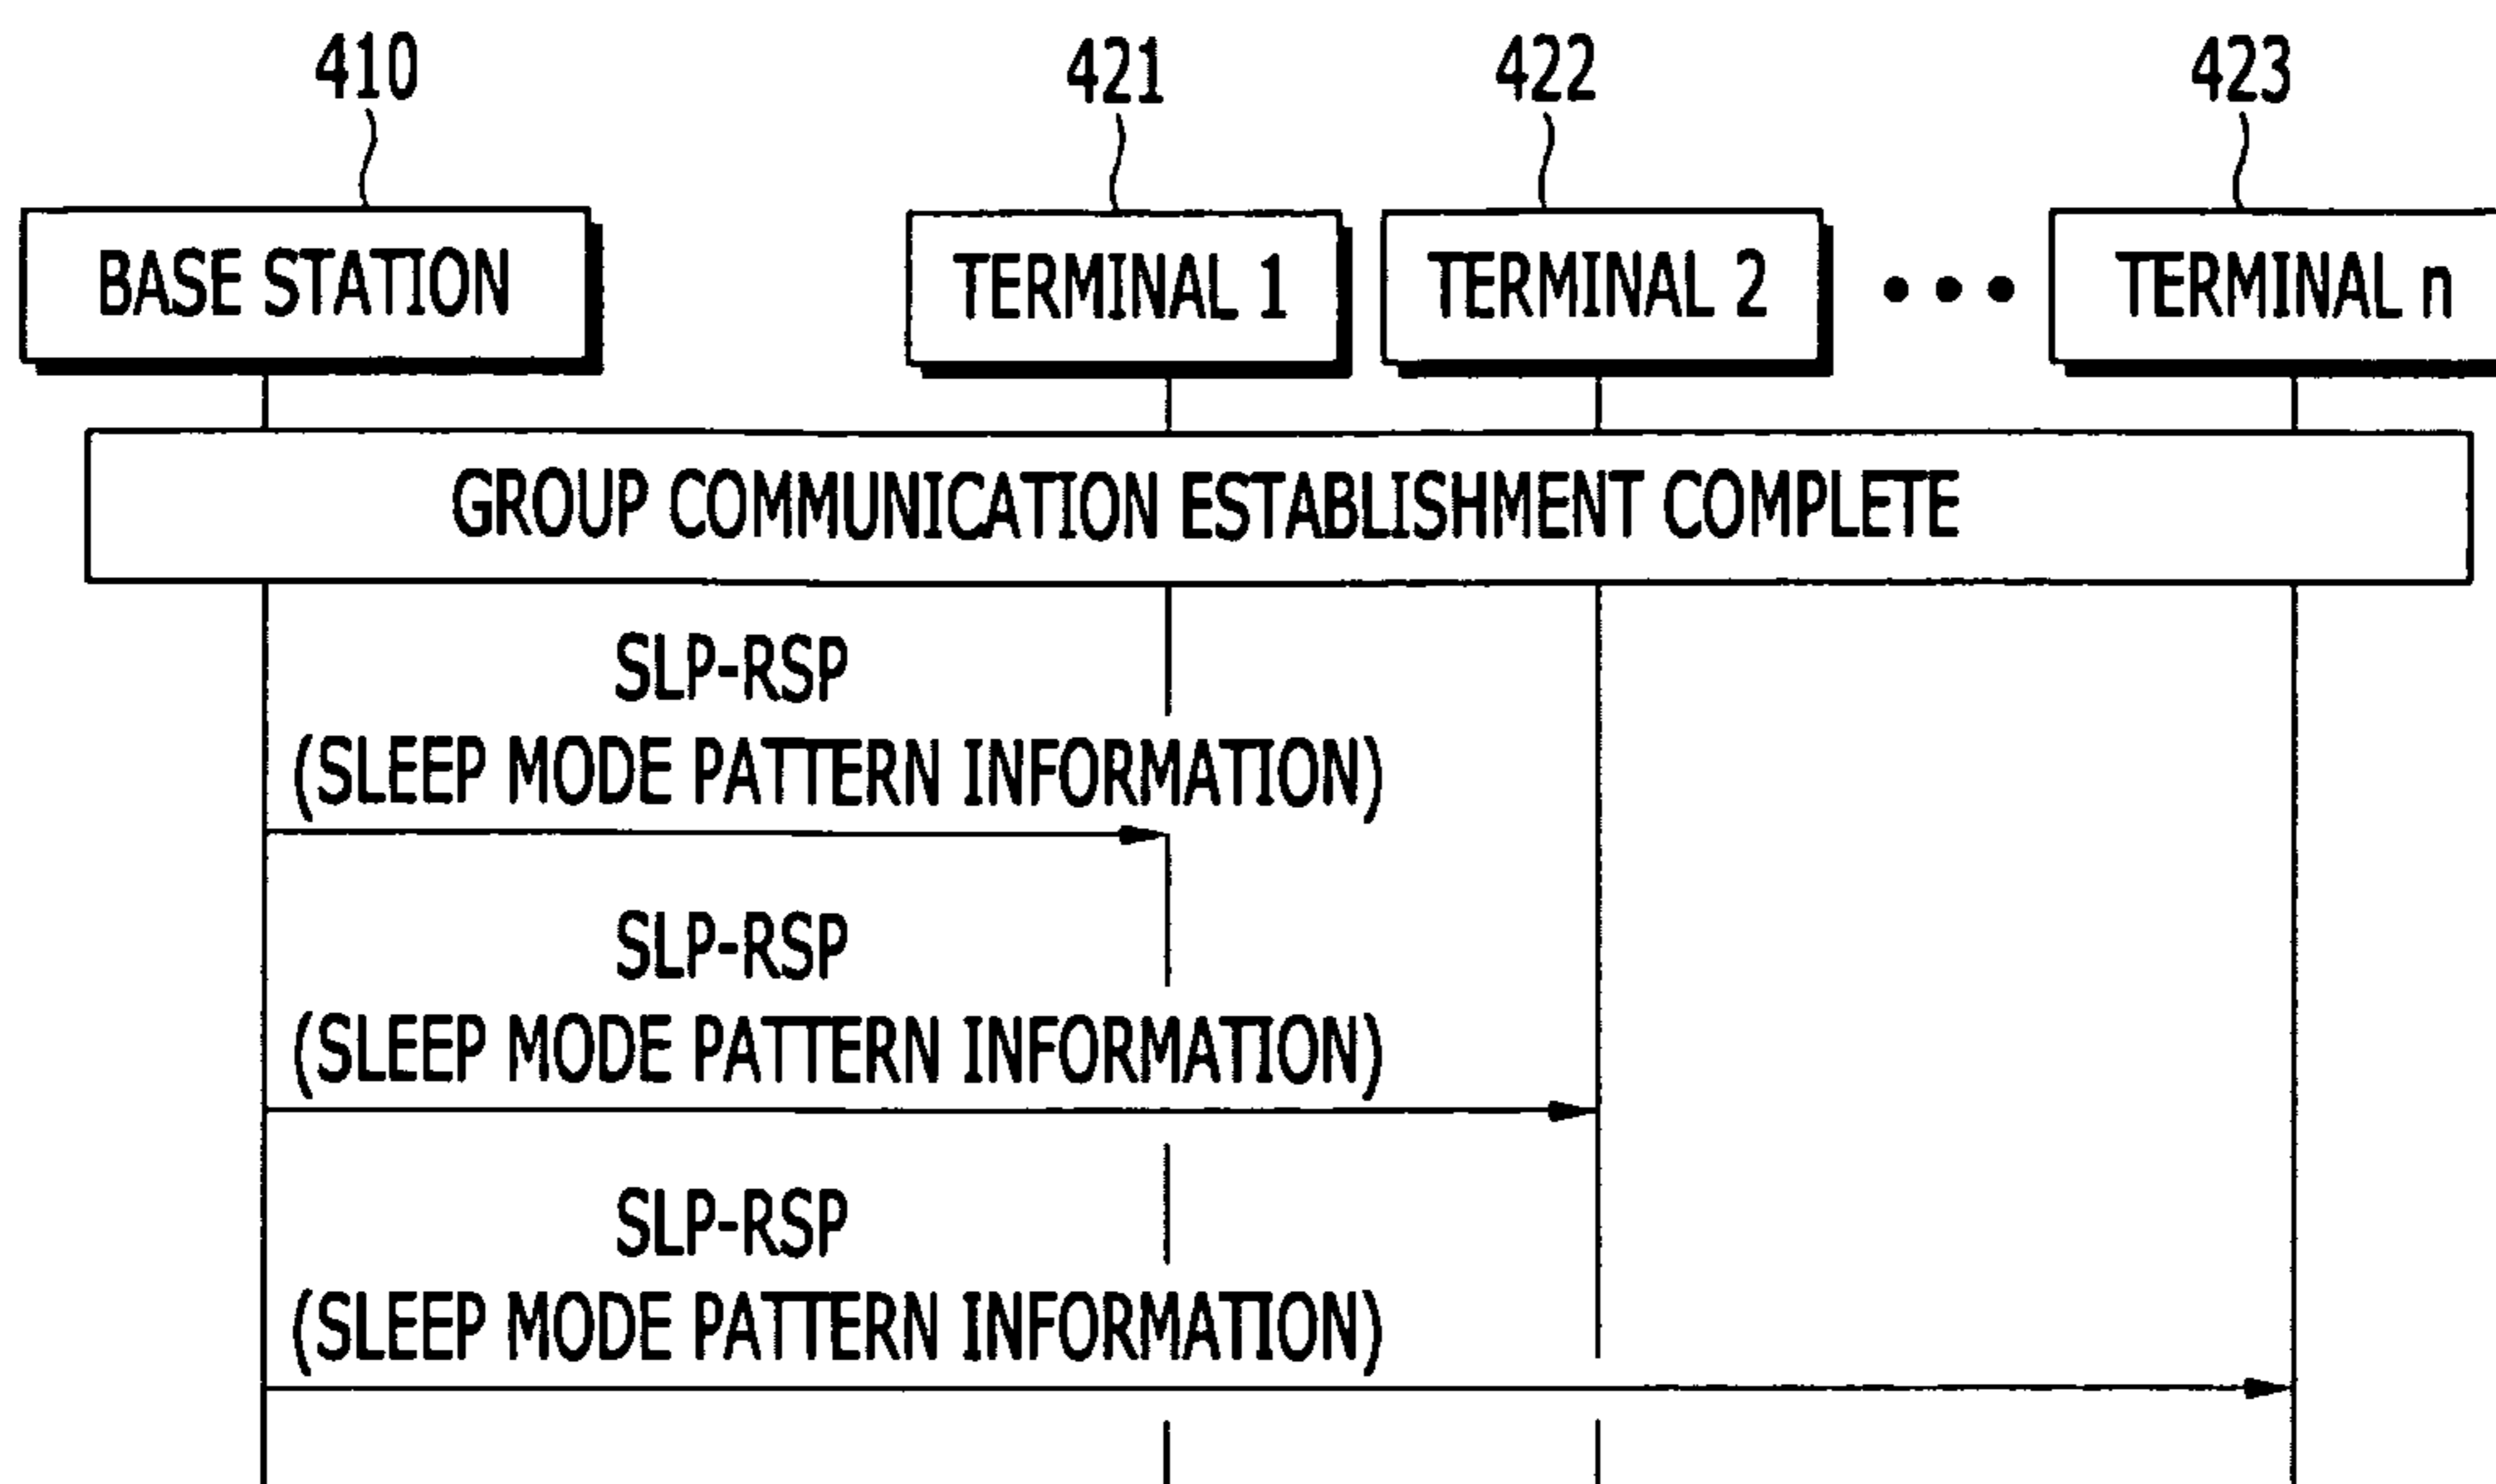 410
421
422
423
BASE STATION
TERMINAL 1
TERMINAL 2
TERMINAL n
GROUP COMMUNICATION ESTABLISHMENT COMPLETE
SLP-RSP
(SLEEP MODE PATTERN INFORMATION)
SLP-RSP
(SLEEP MODE PATTERN INFORMATION)
SLP-RSP
(SLEEP MODE PATTERN INFORMATION)